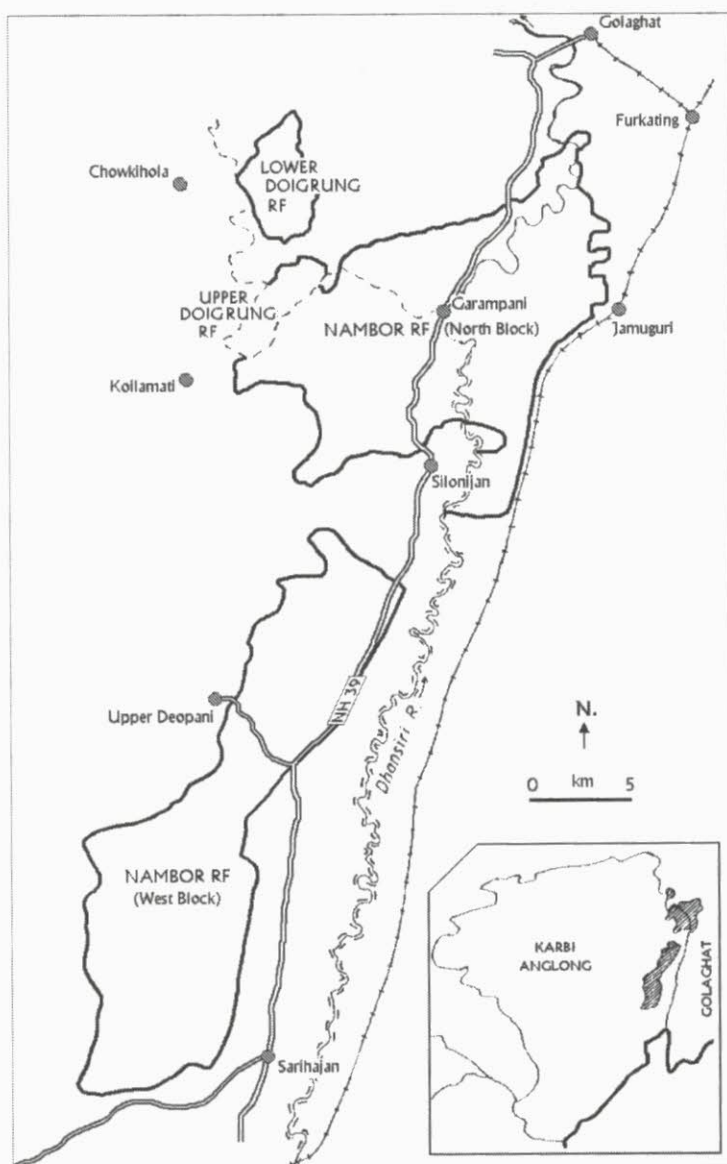 Golaghat
Furkating
Chowkihola
LOWER
DOIGRUNG
RF
UPPER
DOIGRUNG
RF
Garampani
NAMBOR RF (North Block)
Jamuguri
Koilamati
Silonijan
NH 39
Upper Deopani
Dhansiri R.
N.
0 km 5
NAMBOR RF
(West Block)
KARBI
ANGLONG
GOLAGHAT
Sarihajan